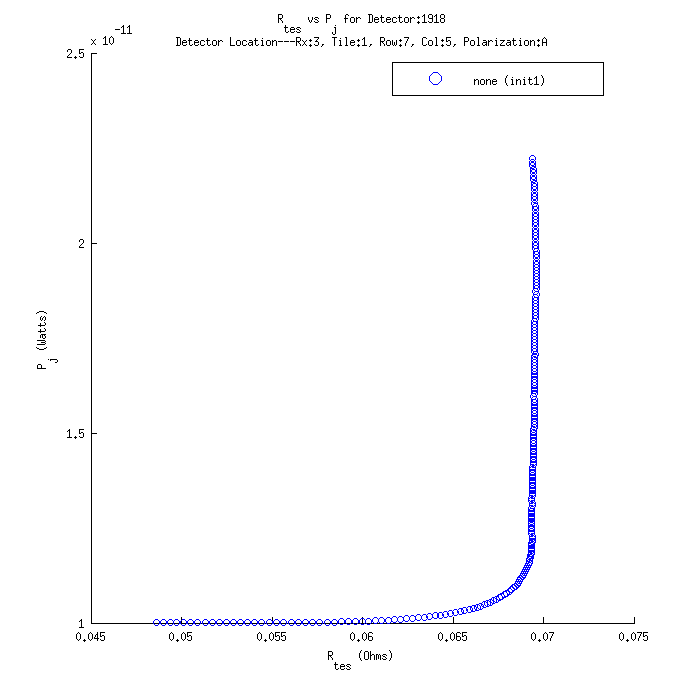 R_tes vs P_j for Detector:1918
Detector Location---Rx:3, Tile:1, Row:7, Col:5, Polarization:A
x 10^-11
none (init1)
2.5
2
1.5
1
P_j (Watts)
0.045 0.05 0.055 0.06 0.065 0.07 0.075
R_tes (Ohms)